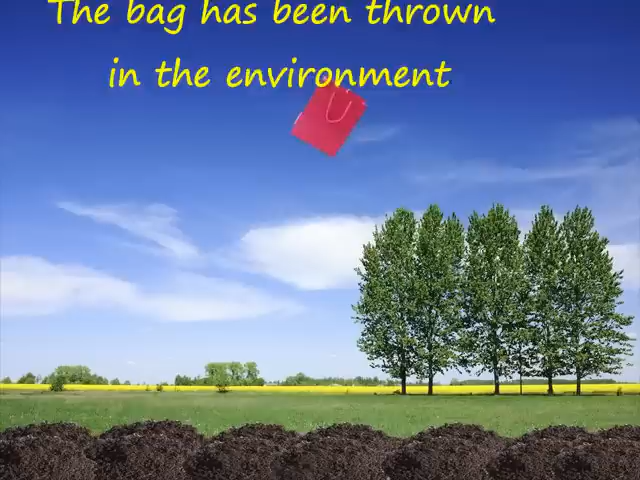 The bag has been thrown
in the environment